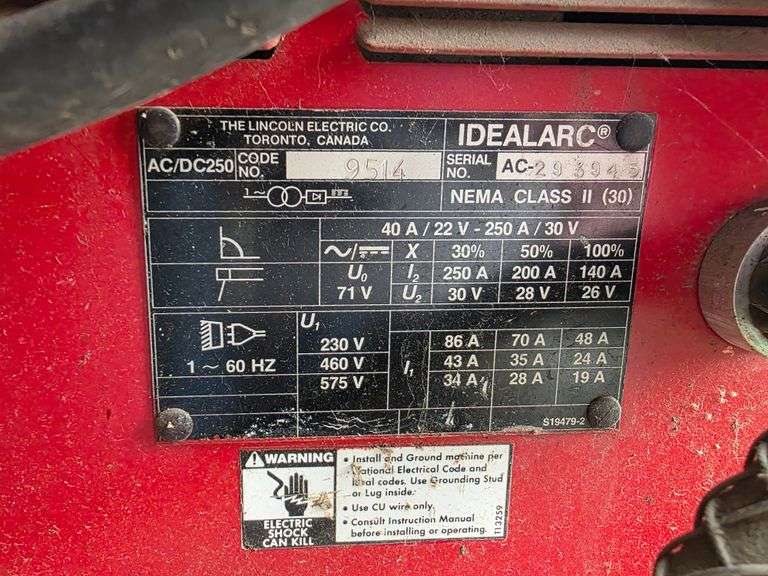 THE LINCOLN ELECTRIC CO.
TORONTO, CANADA
IDEALARC®
AC/DC250 CODE NO. 9514 SERIAL NO. AC-293945
1~ NEMA CLASS II (30)
40 A / 22 V - 250 A / 30 V
X 30% 50% 100%
U₀ I₂ 250 A 200 A 140 A
71 V U₂ 30 V 28 V 26 V
U₁
230 V 86 A 70 A 48 A
1 ~ 60 HZ 460 V I₁ 43 A 35 A 24 A
575 V 34 A 28 A 19 A
S19479-2
WARNING
ELECTRIC
SHOCK
CAN KILL
• Install and Ground machine per
National Electrical Code and
local codes. Use Grounding Stud
or Lug inside.
• Use CU wire only.
• Consult Instruction Manual
before installing or operating.
T13259